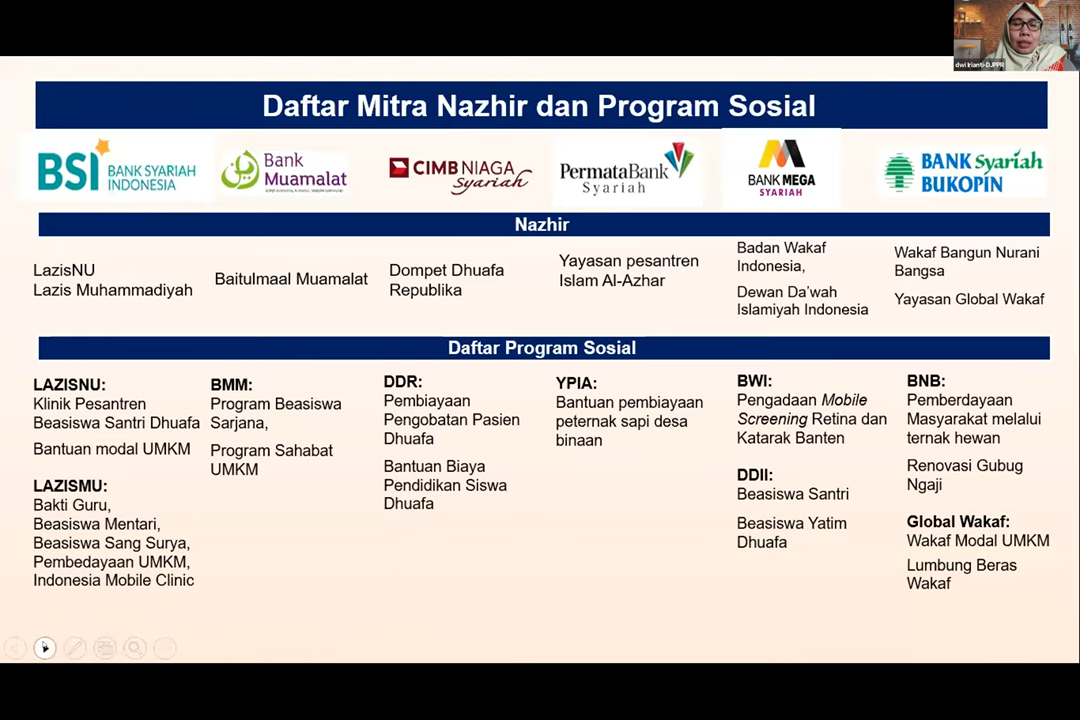 dwi Irianti-DJPPR
Daftar Mitra Nazhir dan Program Sosial
BSI BANK SYARIAH
INDONESIA
Bank
Muamalat
CIMB NIAGA
Syariah
PermataBank
Syariah
BANK MEGA
SYARIAH
BANK syariah
BUKOPIN
Nazhir
LazisNU
Lazis Muhammadiyah
Baitulmaal Muamalat
Dompet Dhuafa
Republika
Yayasan pesantren
Islam Al-Azhar
Badan Wakaf
Indonesia,
Dewan Da’wah
Islamiyah Indonesia
Wakaf Bangun Nurani
Bangsa
Yayasan Global Wakaf
Daftar Program Sosial
LAZISNU:
Klinik Pesantren
Beasiswa Santri Dhuafa
Bantuan modal UMKM
LAZISMU:
Bakti Guru,
Beasiswa Mentari,
Beasiswa Sang Surya,
Pembedayaan UMKM,
Indonesia Mobile Clinic
BMM:
Program Beasiswa
Sarjana,
Program Sahabat
UMKM
DDR:
Pembiayaan
Pengobatan Pasien
Dhuafa
Bantuan Biaya
Pendidikan Siswa
Dhuafa
YPIA:
Bantuan pembiayaan
peternak sapi desa
binaan
BWI:
Pengadaan Mobile
Screening Retina dan
Katarak Banten
DDII:
Beasiswa Santri
Beasiswa Yatim
Dhuafa
BNB:
Pemberdayaan
Masyarakat melalui
ternak hewan
Renovasi Gubug
Ngaji
Global Wakaf:
Wakaf Modal UMKM
Lumbung Beras
Wakaf